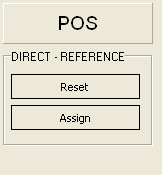 POS
DIRECT - REFERENCE
Reset
Assign